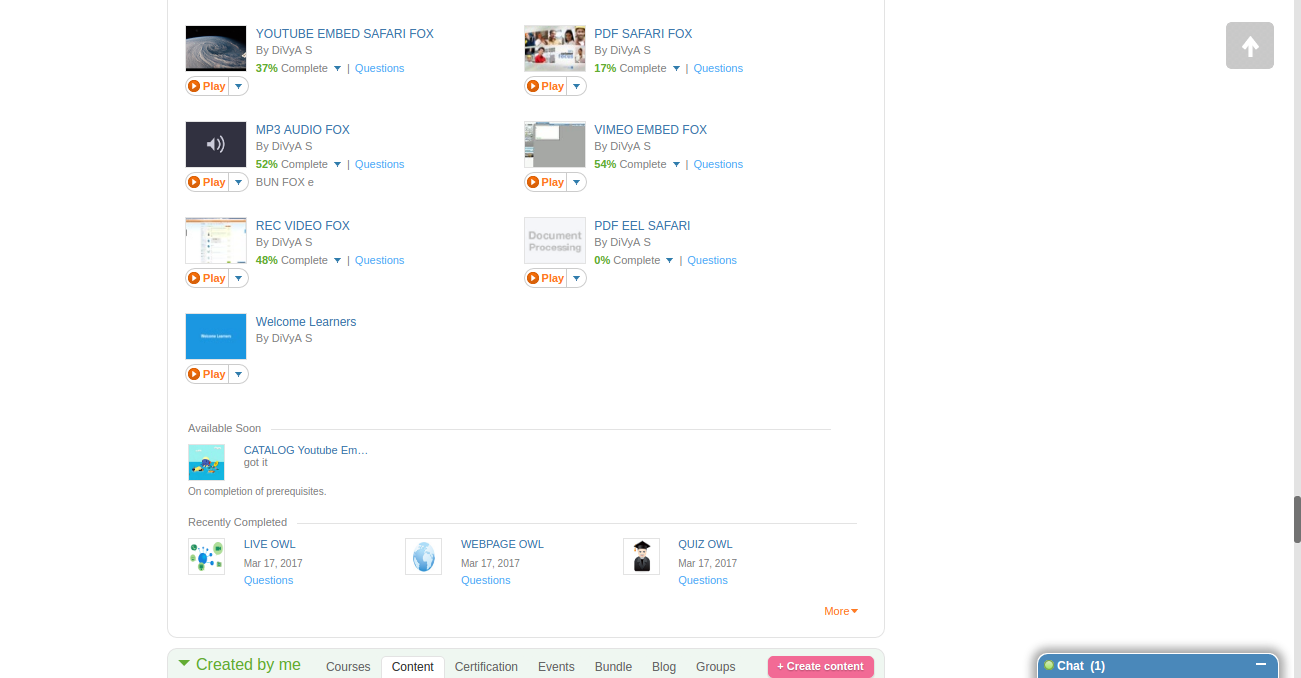 YOUTUBE EMBED SAFARI FOX
By DiVyA S
37% Complete | Questions
Play
PDF SAFARI FOX
By DiVyA S
17% Complete | Questions
Play
MP3 AUDIO FOX
By DiVyA S
52% Complete | Questions
Play
BUN FOX e
VIMEO EMBED FOX
By DiVyA S
54% Complete | Questions
Play
REC VIDEO FOX
By DiVyA S
48% Complete | Questions
Play
Document
Processing
PDF EEL SAFARI
By DiVyA S
0% Complete | Questions
Play
Welcome Learners
Welcome Learners
By DiVyA S
Play
Available Soon
CATALOG Youtube Em…
got it
On completion of prerequisites.
Recently Completed
LIVE OWL
Mar 17, 2017
Questions
WEBPAGE OWL
Mar 17, 2017
Questions
QUIZ OWL
Mar 17, 2017
Questions
More
Created by me Courses Content Certification Events Bundle Blog Groups + Create content
Chat (1)